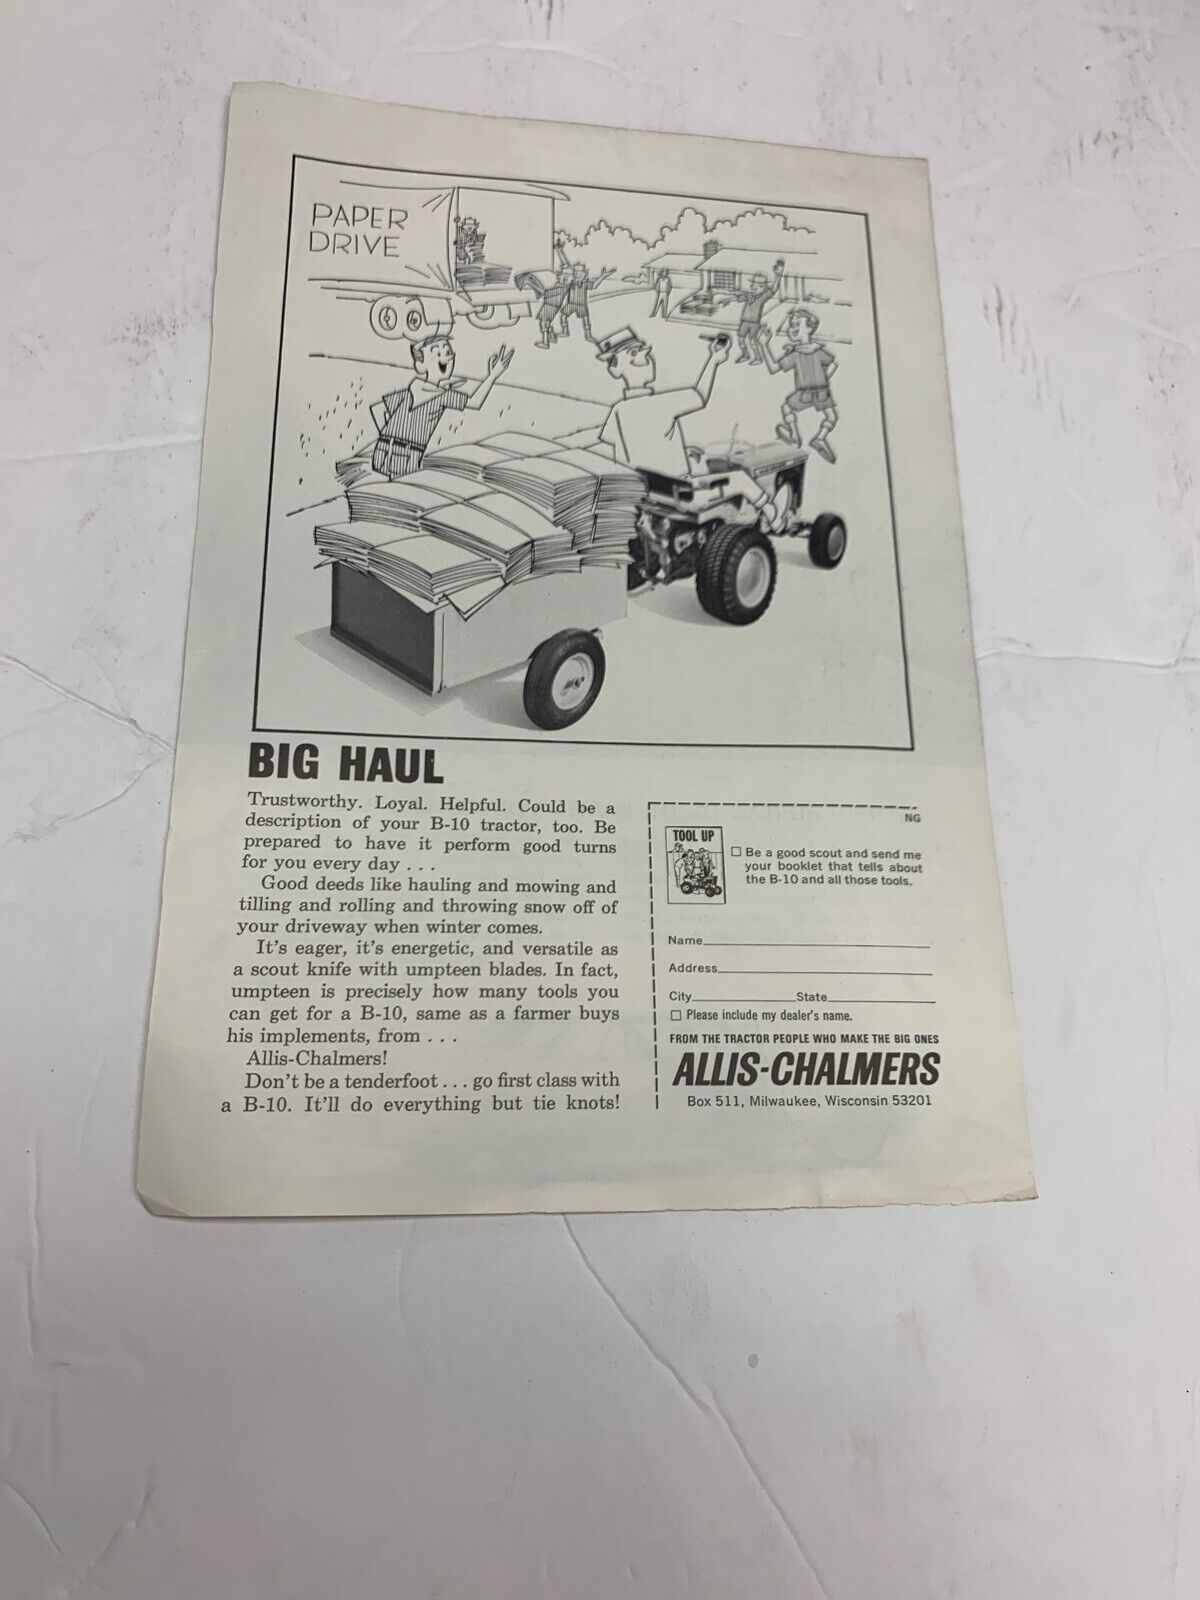 PAPER
DRIVE
BIG HAUL
Trustworthy. Loyal. Helpful. Could be a
description of your B-10 tractor, too. Be
prepared to have it perform good turns
for you every day . . .
Good deeds like hauling and mowing and
tilling and rolling and throwing snow off of
your driveway when winter comes.
It's eager, it's energetic, and versatile as
a scout knife with umpteen blades. In fact,
umpteen is precisely how many tools you
can get for a B-10, same as a farmer buys
his implements, from . . .
Allis-Chalmers!
Don't be a tenderfoot . . . go first class with
a B-10. It'll do everything but tie knots!
NG
TOOL UP
Be a good scout and send me
your booklet that tells about
the B-10 and all those tools.
Name
Address
City State
Please include my dealer's name.
FROM THE TRACTOR PEOPLE WHO MAKE THE BIG ONES
ALLIS-CHALMERS
Box 511, Milwaukee, Wisconsin 53201